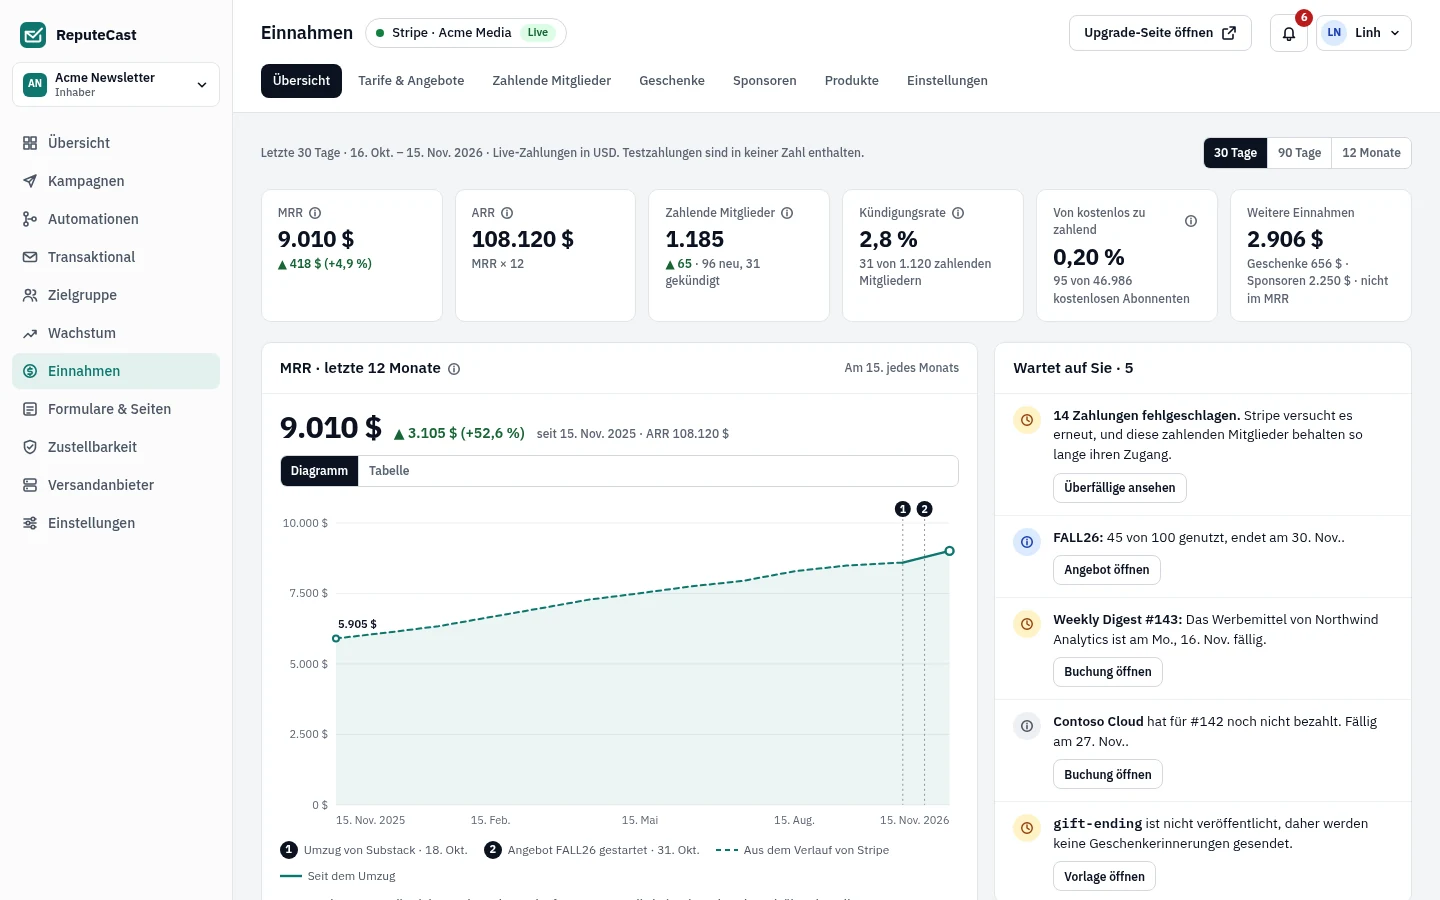 ReputeCast
AN
Acme Newsletter
Inhaber
Übersicht
Kampagnen
Automationen
Transaktional
Zielgruppe
Wachstum
Einnahmen
Formulare & Seiten
Zustellbarkeit
Versandanbieter
Einstellungen
Einnahmen
Stripe · Acme Media Live
Upgrade-Seite öffnen
6
LN Linh
Übersicht
Tarife & Angebote
Zahlende Mitglieder
Geschenke
Sponsoren
Produkte
Einstellungen
Letzte 30 Tage · 16. Okt. – 15. Nov. 2026 · Live-Zahlungen in USD. Testzahlungen sind in keiner Zahl enthalten.
30 Tage
90 Tage
12 Monate
MRR
9.010 $
▲ 418 $ (+4,9 %)
ARR
108.120 $
MRR × 12
Zahlende Mitglieder
1.185
▲ 65 · 96 neu, 31
gekündigt
Kündigungsrate
2,8 %
31 von 1.120 zahlenden
Mitgliedern
Von kostenlos zu
zahlend
0,20 %
95 von 46.986
kostenlosen Abonnenten
Weitere Einnahmen
2.906 $
Geschenke 656 $ ·
Sponsoren 2.250 $ · nicht
im MRR
MRR · letzte 12 Monate
Am 15. jedes Monats
9.010 $ ▲ 3.105 $ (+52,6 %) seit 15. Nov. 2025 · ARR 108.120 $
Diagramm
Tabelle
1 2
10.000 $
7.500 $
5.905 $
5.000 $
2.500 $
0 $
15. Nov. 2025
15. Feb.
15. Mai
15. Aug.
15. Nov. 2026
1 Umzug von Substack · 18. Okt.
2 Angebot FALL26 gestartet · 31. Okt.
Aus dem Verlauf von Stripe
Seit dem Umzug
Wartet auf Sie · 5
14 Zahlungen fehlgeschlagen. Stripe versucht es
erneut, und diese zahlenden Mitglieder behalten so
lange ihren Zugang.
Überfällige ansehen
FALL26: 45 von 100 genutzt, endet am 30. Nov..
Angebot öffnen
Weekly Digest #143: Das Werbemittel von Northwind
Analytics ist am Mo., 16. Nov. fällig.
Buchung öffnen
Contoso Cloud hat für #142 noch nicht bezahlt. Fällig
am 27. Nov..
Buchung öffnen
gift-ending ist nicht veröffentlicht, daher werden
keine Geschenkerinnerungen gesendet.
Vorlage öffnen